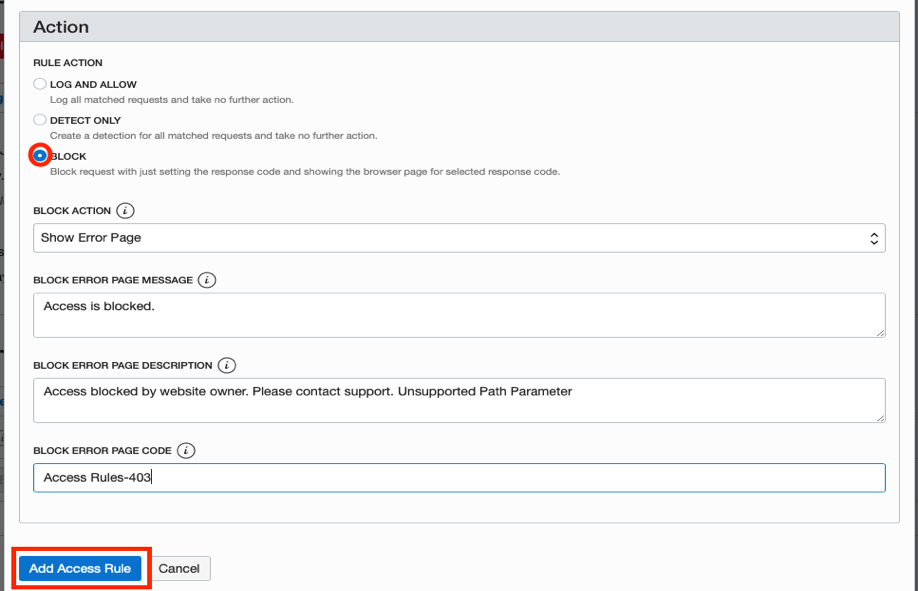 Action
RULE ACTION
LOG AND ALLOW
Log all matched requests and take no further action.
DETECT ONLY
Create a detection for all matched requests and take no further action.
BLOCK
Block request with just setting the response code and showing the browser page for selected response code.
BLOCK ACTION i
Show Error Page
BLOCK ERROR PAGE MESSAGE i
Access is blocked.
BLOCK ERROR PAGE DESCRIPTION i
Access blocked by website owner. Please contact support. Unsupported Path Parameter
BLOCK ERROR PAGE CODE i
Access Rules-403
Add Access Rule Cancel